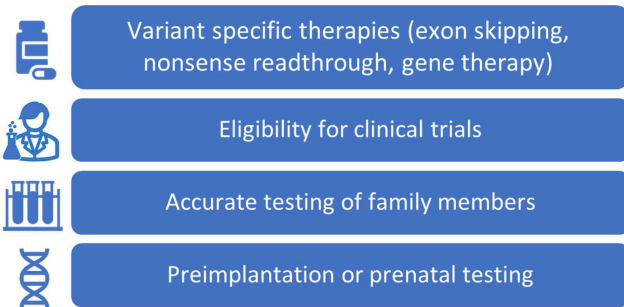 Variant specific therapies (exon skipping,
nonsense readthrough, gene therapy)
Eligibility for clinical trials
Accurate testing of family members
Preimplantation or prenatal testing